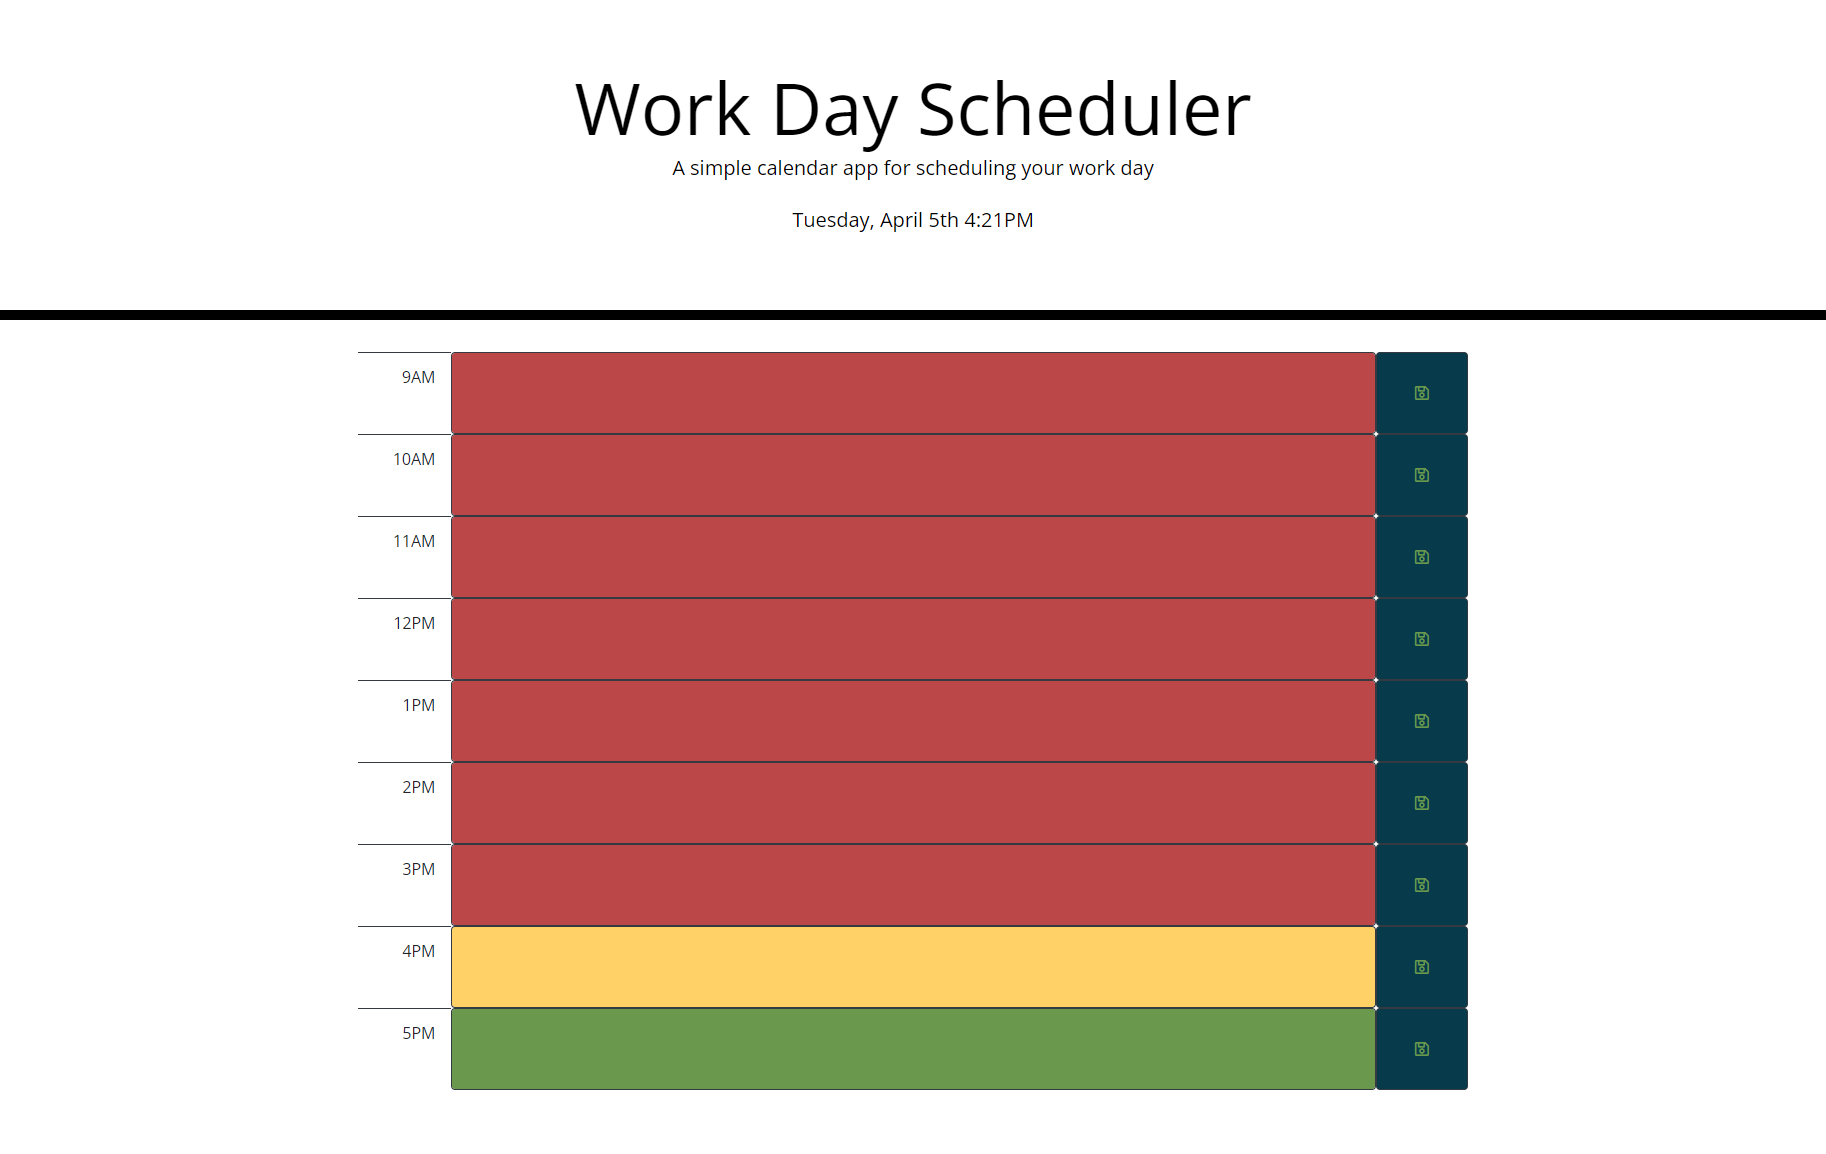 Work Day Scheduler
A simple calendar app for scheduling your work day
Tuesday, April 5th 4:21PM
9AM
10AM
11AM
12PM
1PM
2PM
3PM
4PM
5PM